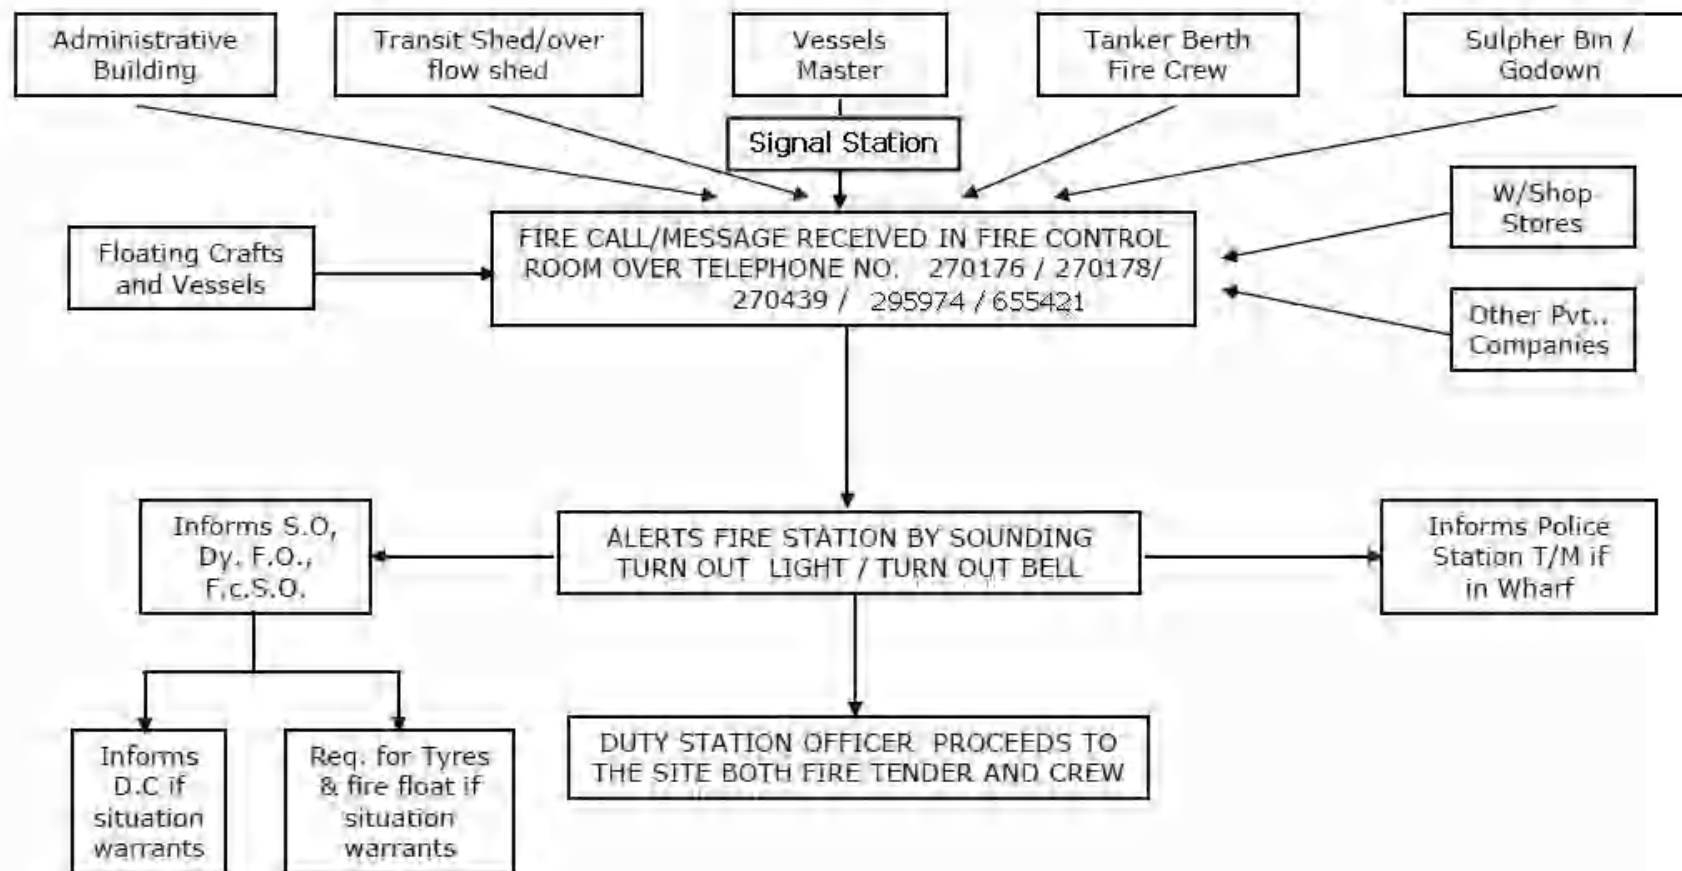 Administrative
Building
Transit Shed/over
flow shed
Vessels
Master
Tanker Berth
Fire Crew
Sulpher Bin /
Godown
Signal Station
W/Shop
Stores
Floating Crafts
and Vessels
FIRE CALL/MESSAGE RECEIVED IN FIRE CONTROL
ROOM OVER TELEPHONE NO. 270176 / 270178/
270439 / 295974 / 655421
Other Pvt..
Companies
Informs S.O,
Dy. F.O.,
F.c.S.O.
ALERTS FIRE STATION BY SOUNDING
TURN OUT LIGHT / TURN OUT BELL
Informs Police
Station T/M if
in Wharf
Informs
D.C if
situation
warrants
Req. for Tyres
& fire float if
situation
warrants
DUTY STATION OFFICER PROCEEDS TO
THE SITE BOTH FIRE TENDER AND CREW